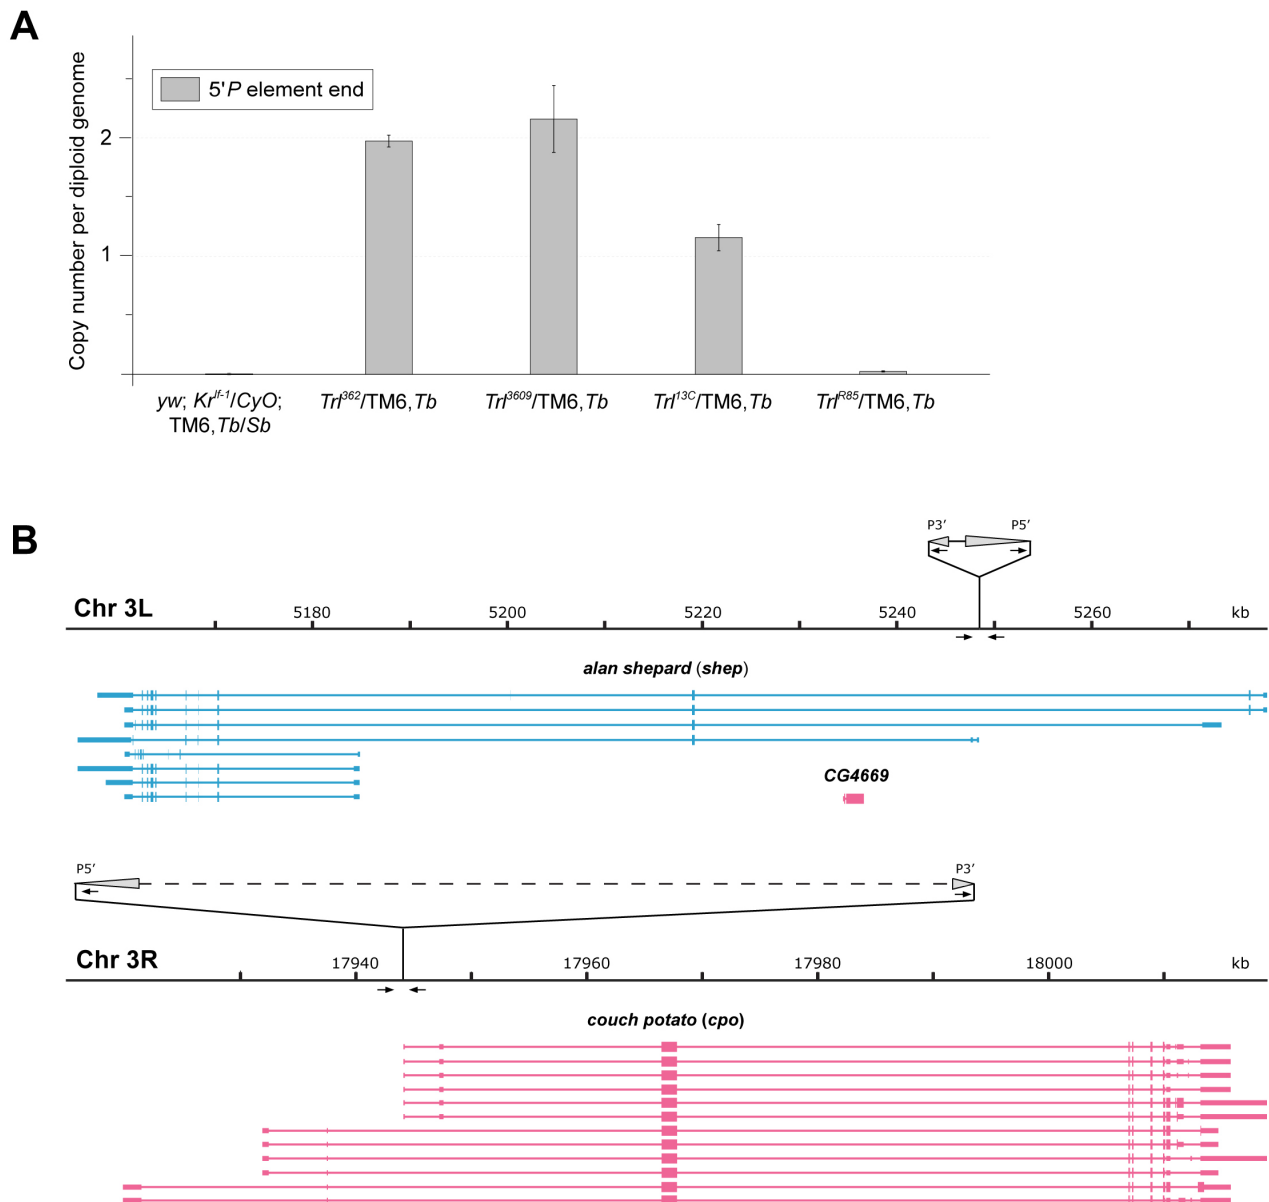 A
Copy number per diploid genome
5'P element end
2
1
yw; Kr^If-1/CyO;
TM6,Tb/Sb
Trl^362/TM6,Tb
Trl^3609/TM6,Tb
Trl^13C/TM6,Tb
Trl^R85/TM6,Tb
B
P3′ P5′
Chr 3L 5180 5200 5220 5240 5260 kb
alan shepard (shep)
CG4669
P5′ P3′
Chr 3R 17940 17960 17980 18000 kb
couch potato (cpo)